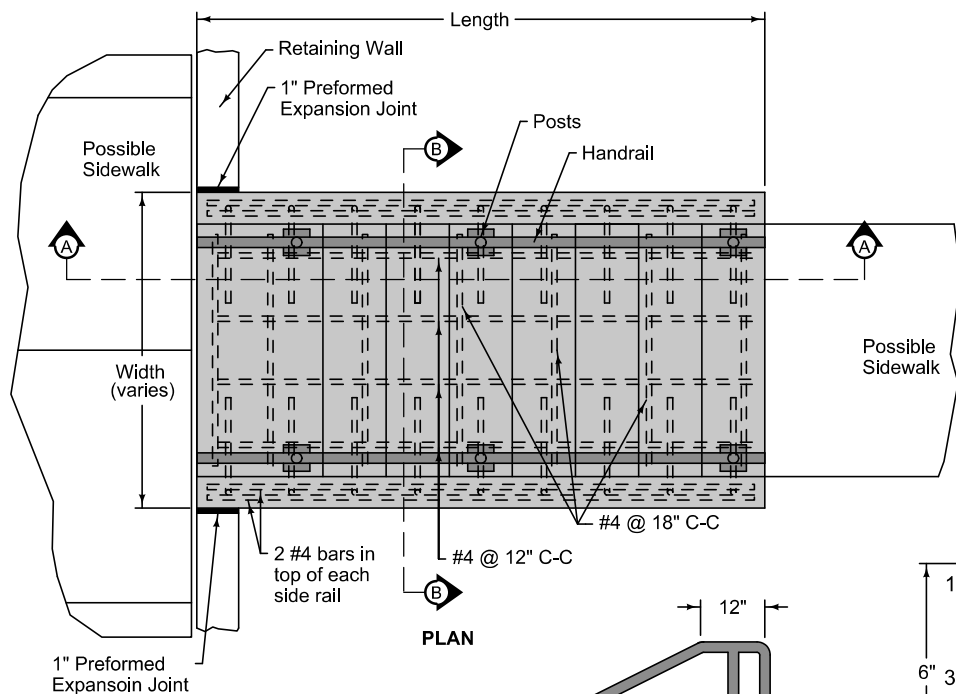 Length
Retaining Wall
1" Preformed
Expansion Joint
Possible
Sidewalk
B
Posts
Handrail
A
A
Width
(varies)
Possible
Sidewalk
#4 @ 18" C-C
#4 @ 12" C-C
2 #4 bars in
top of each
side rail
B
PLAN
12"
1
6"
3
1" Preformed
Expansoin Joint